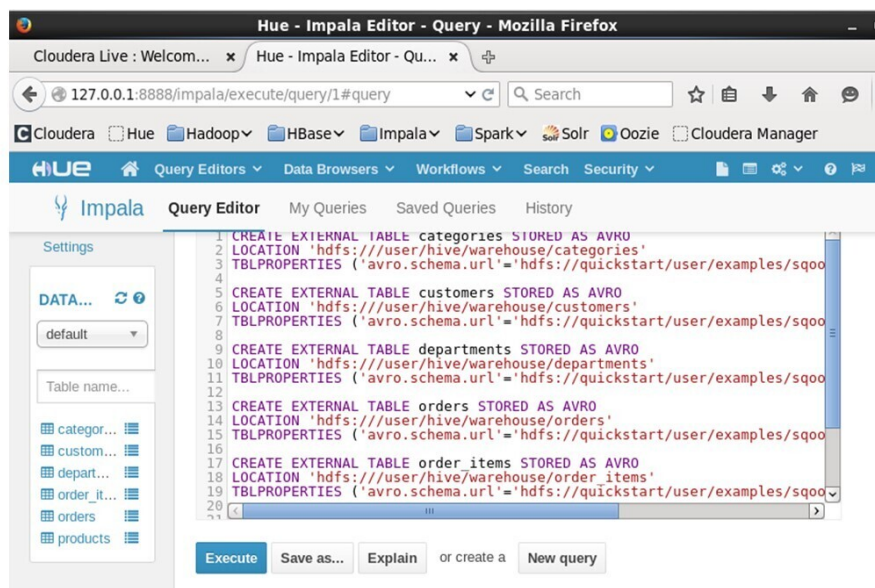 Hue - Impala Editor - Query - Mozilla Firefox
Cloudera Live : Welcom... × Hue - Impala Editor - Qu... ×
127.0.0.1:8888/impala/execute/query/1#query Search
Cloudera Hue Hadoop HBase Impala Spark Solr Oozie Cloudera Manager
HUE Query Editors Data Browsers Workflows Search Security
Impala Query Editor My Queries Saved Queries History
Settings
DATA...
default
Table name...
categor...
custom...
depart...
order_it...
orders
products
1 CREATE EXTERNAL TABLE categories STORED AS AVRO
2 LOCATION 'hdfs:///user/hive/warehouse/categories'
3 TBLPROPERTIES ('avro.schema.url'='hdfs://quickstart/user/examples/sqoo
4
5 CREATE EXTERNAL TABLE customers STORED AS AVRO
6 LOCATION 'hdfs:///user/hive/warehouse/customers'
7 TBLPROPERTIES ('avro.schema.url'='hdfs://quickstart/user/examples/sqoo
8
9 CREATE EXTERNAL TABLE departments STORED AS AVRO
10 LOCATION 'hdfs:///user/hive/warehouse/departments'
11 TBLPROPERTIES ('avro.schema.url'='hdfs://quickstart/user/examples/sqoo
12
13 CREATE EXTERNAL TABLE orders STORED AS AVRO
14 LOCATION 'hdfs:///user/hive/warehouse/orders'
15 TBLPROPERTIES ('avro.schema.url'='hdfs://quickstart/user/examples/sqoo
16
17 CREATE EXTERNAL TABLE order_items STORED AS AVRO
18 LOCATION 'hdfs:///user/hive/warehouse/order_items'
19 TBLPROPERTIES ('avro.schema.url'='hdfs://quickstart/user/examples/sqoo
20
21
Execute Save as... Explain or create a New query